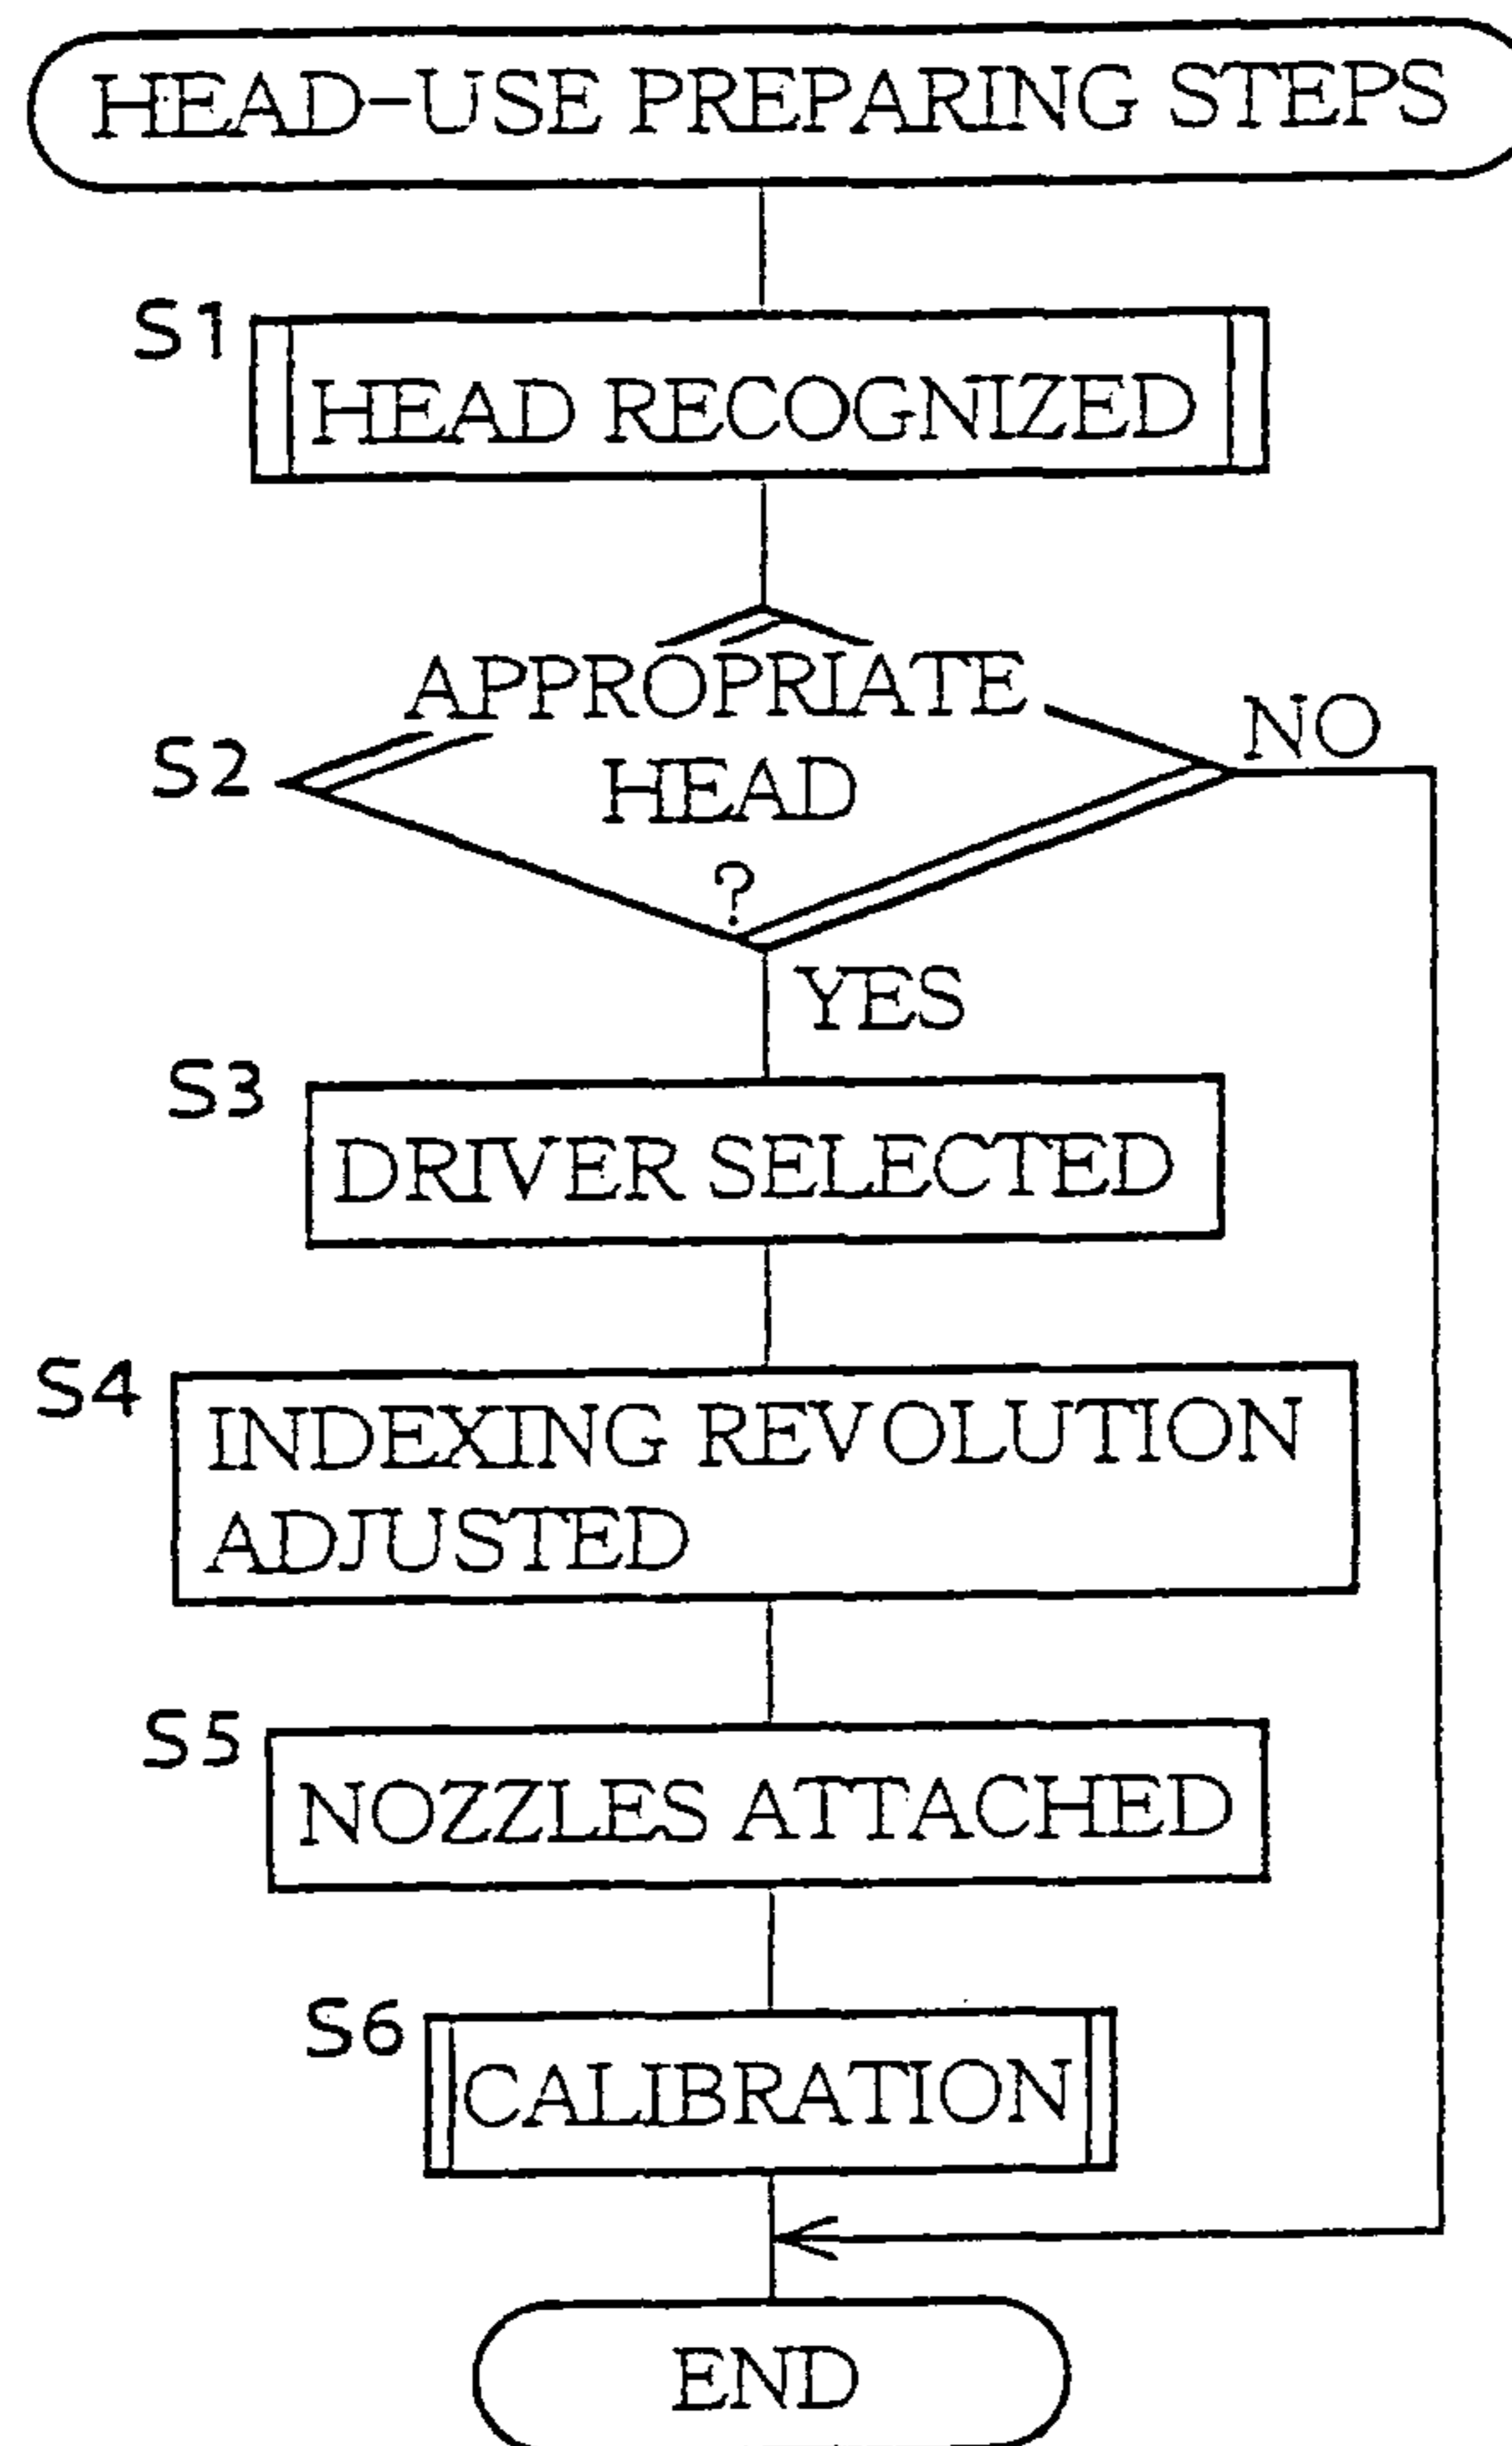 HEAD-USE PREPARING STEPS
S1
HEAD RECOGNIZED
APPROPRIATE
NO
S2
HEAD
?
YES
S3
DRIVER SELECTED
S4
INDEXING REVOLUTION
ADJUSTED
S5
NOZZLES ATTACHED
S6
CALIBRATION
END